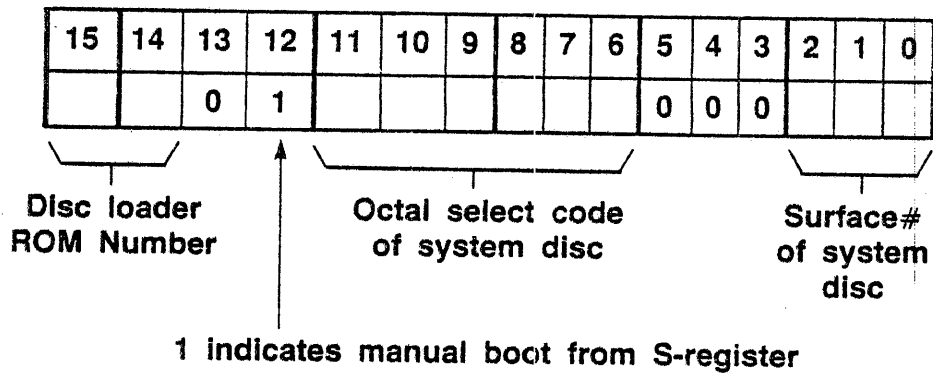 15 14 13 12 11 10 9 8 7 6 5 4 3 2 1 0
0 1 0 0 0
Disc loader
ROM Number
Octal select code
of system disc
Surface#
of system
disc
1 indicates manual boot from S-register